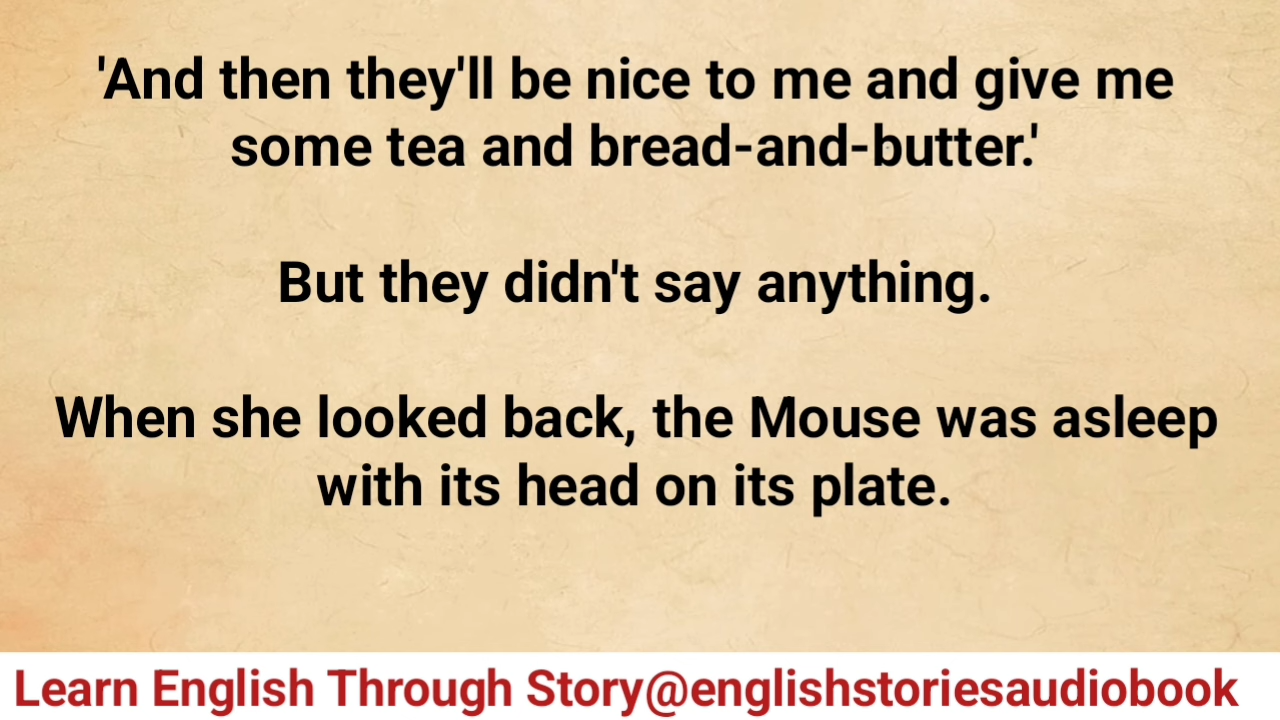 'And then they'll be nice to me and give me
some tea and bread-and-butter.'
But they didn't say anything.
When she looked back, the Mouse was asleep
with its head on its plate.
Learn English Through Story@englishstoriesaudiobook